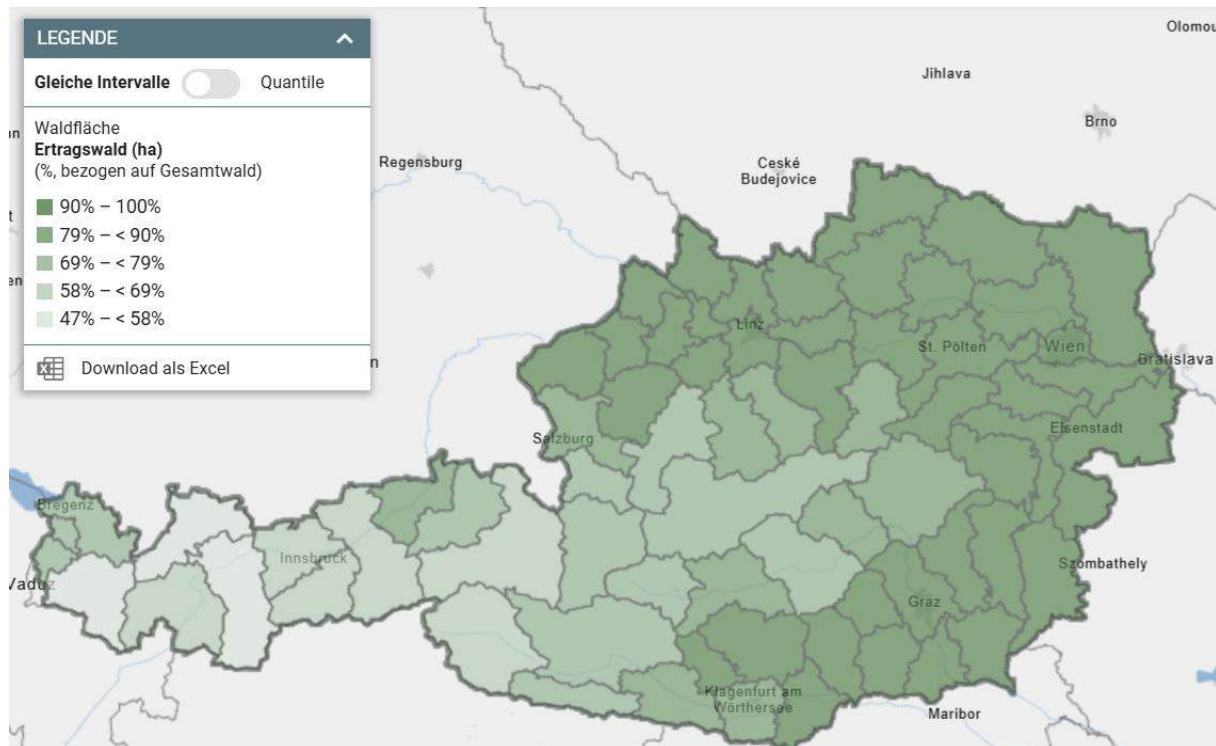 LEGENDE
Gleiche Intervalle Quantile
Waldfläche
Ertragswald (ha)
(%, bezogen auf Gesamtwald)
90% – 100%
79% – < 90%
69% – < 79%
58% – < 69%
47% – < 58%
Download als Excel
Olomou
Jihlava
Brno
Regensburg
České
Budejovice
Linz
St. Pölten
Wien
Bratislava
Salzburg
Eisenstadt
Bregenz
Innsbruck
Vaduz
Szombathely
Graz
Klagenfurt am
Wörthersee
Maribor